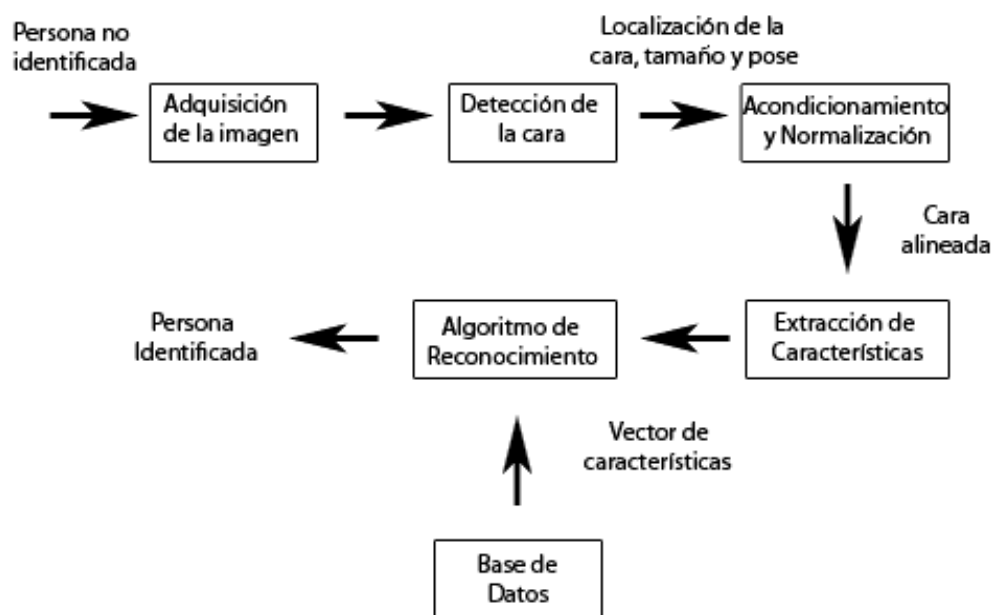 Persona no
identificada
Adquisición
de la imagen
Detección de
la cara
Localización de la
cara, tamaño y pose
Acondicionamiento
y Normalización
Cara
alineada
Extracción de
Características
Algoritmo de
Reconocimiento
Persona
Identificada
Vector de
características
Base de
Datos